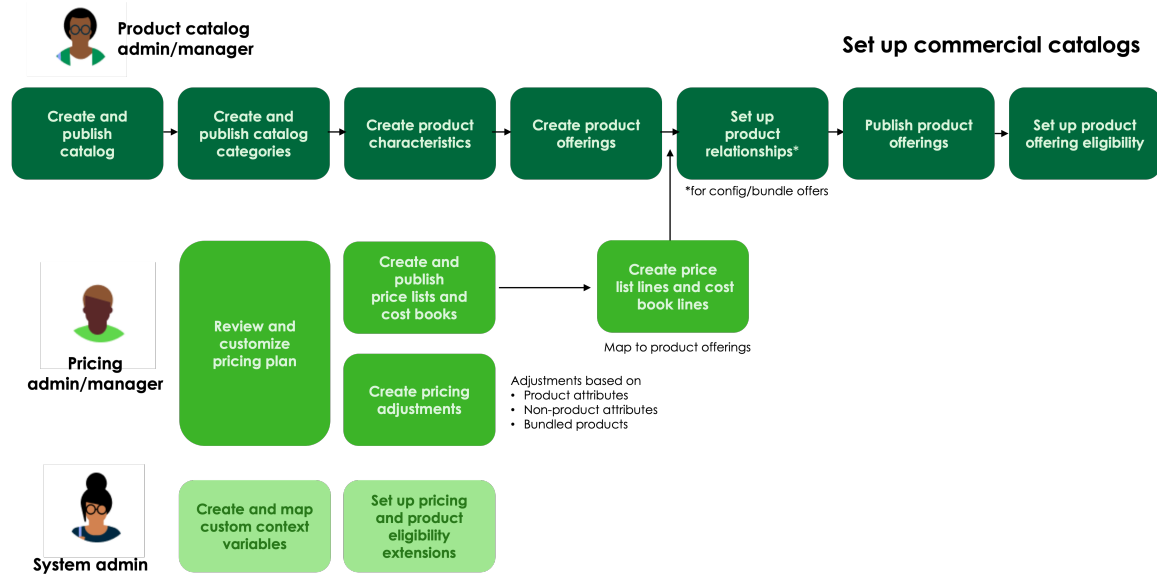 Product catalog
admin/manager
Set up commercial catalogs
Create and
publish
catalog
Create and
publish catalog
categories
Create product
characteristics
Create product
offerings
Set up
product
relationships*
Publish product
offerings
Set up product
offering eligibility
*for config/bundle offers
Review and
customize
pricing plan
Create and
publish
price lists and
cost books
Create price
list lines and cost
book lines
Map to product offerings
Pricing
admin/manager
Create pricing
adjustments
Adjustments based on
• Product attributes
• Non-product attributes
• Bundled products
System admin
Create and map
custom context
variables
Set up pricing
and product
eligibility
extensions